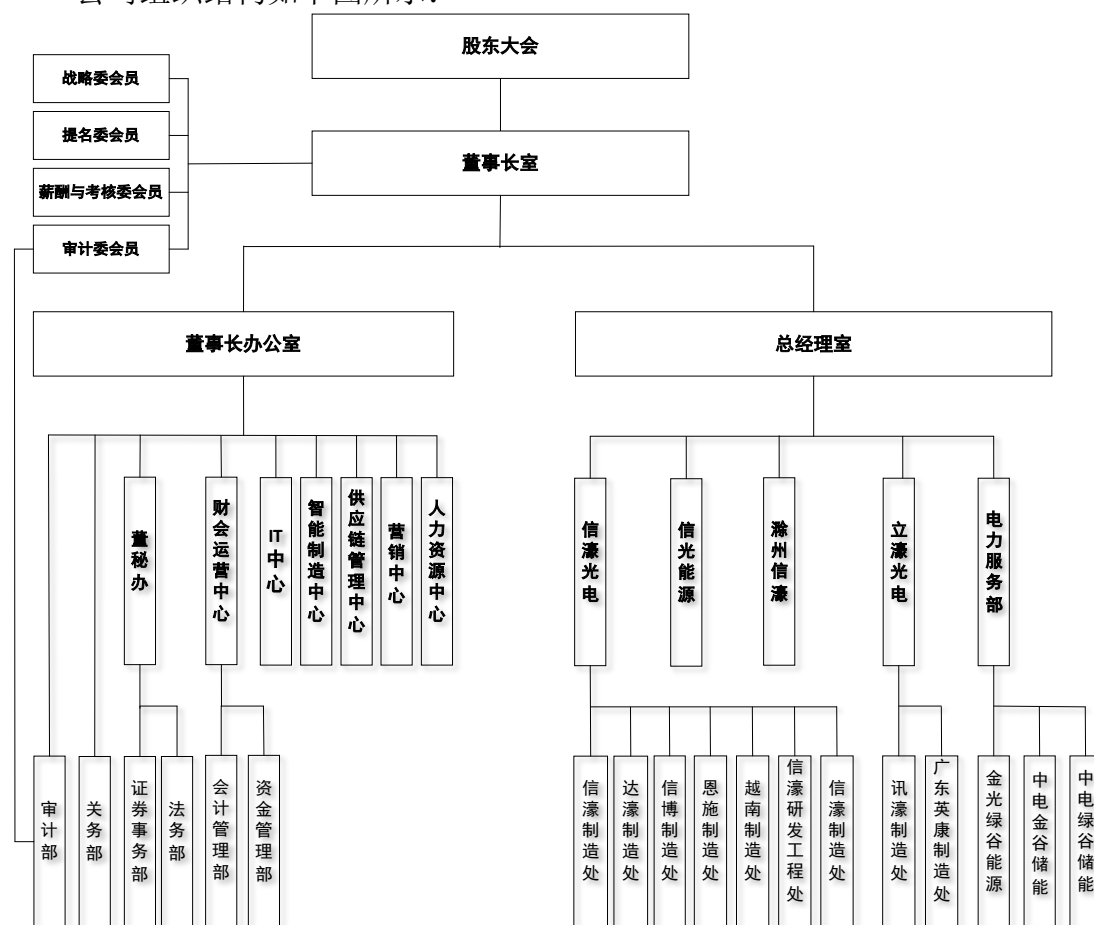 股东大会
战略委会员
提名委会员
董事长室
薪酬与考核委会员
审计委会员
董事长办公室
总经理室
董秘办
财会运营中心
IT中心
智能制造中心
供应链管理中心
营销中心
人力资源中心
信濠光电
信光能源
滁州信濠
立濠光电
电力服务部
审计部
关务部
证券事务部
法务部
会计管理部
资金管理部
信濠制造处
达濠制造处
信博制造处
恩施制造处
越南制造处
信濠研发工程处
信濠制造处
讯濠制造处
广东英康制造处
金光绿谷能源
中电金谷储能
中电绿谷储能